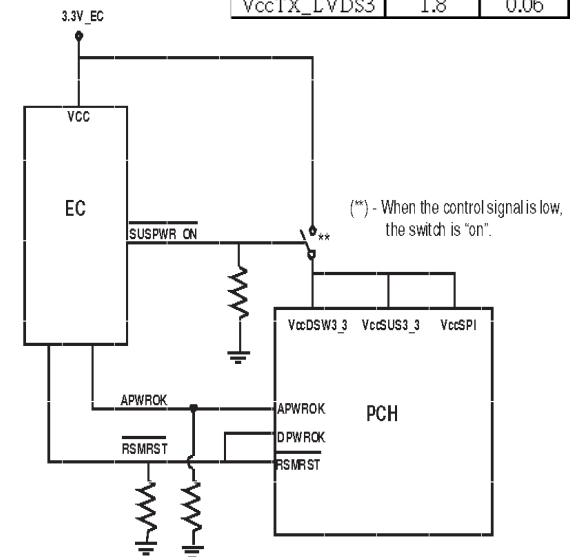 VccTX_LVDS3 1.8 0.06
3.3V_EC
VCC
EC
SUSPWR_ON
**
(**) - When the control signal is low,
the switch is "on".
VccDSW3_3 VccSUS3_3 VccSPI
APWROK
APWROK
PCH
DPWROK
RSMRST
RSMRST